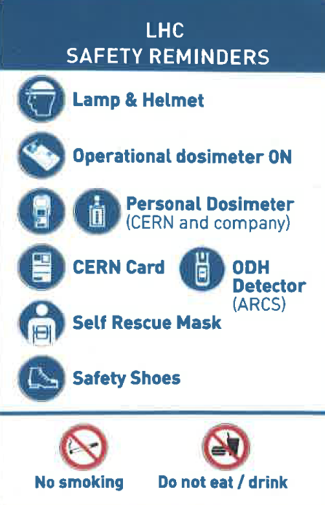 LHC
SAFETY REMINDERS
Lamp & Helmet
Operational dosimeter ON
Personal Dosimeter
(CERN and company)
CERN Card
ODH
Detector
(ARCS)
Self Rescue Mask
Safety Shoes
No smoking
Do not eat / drink